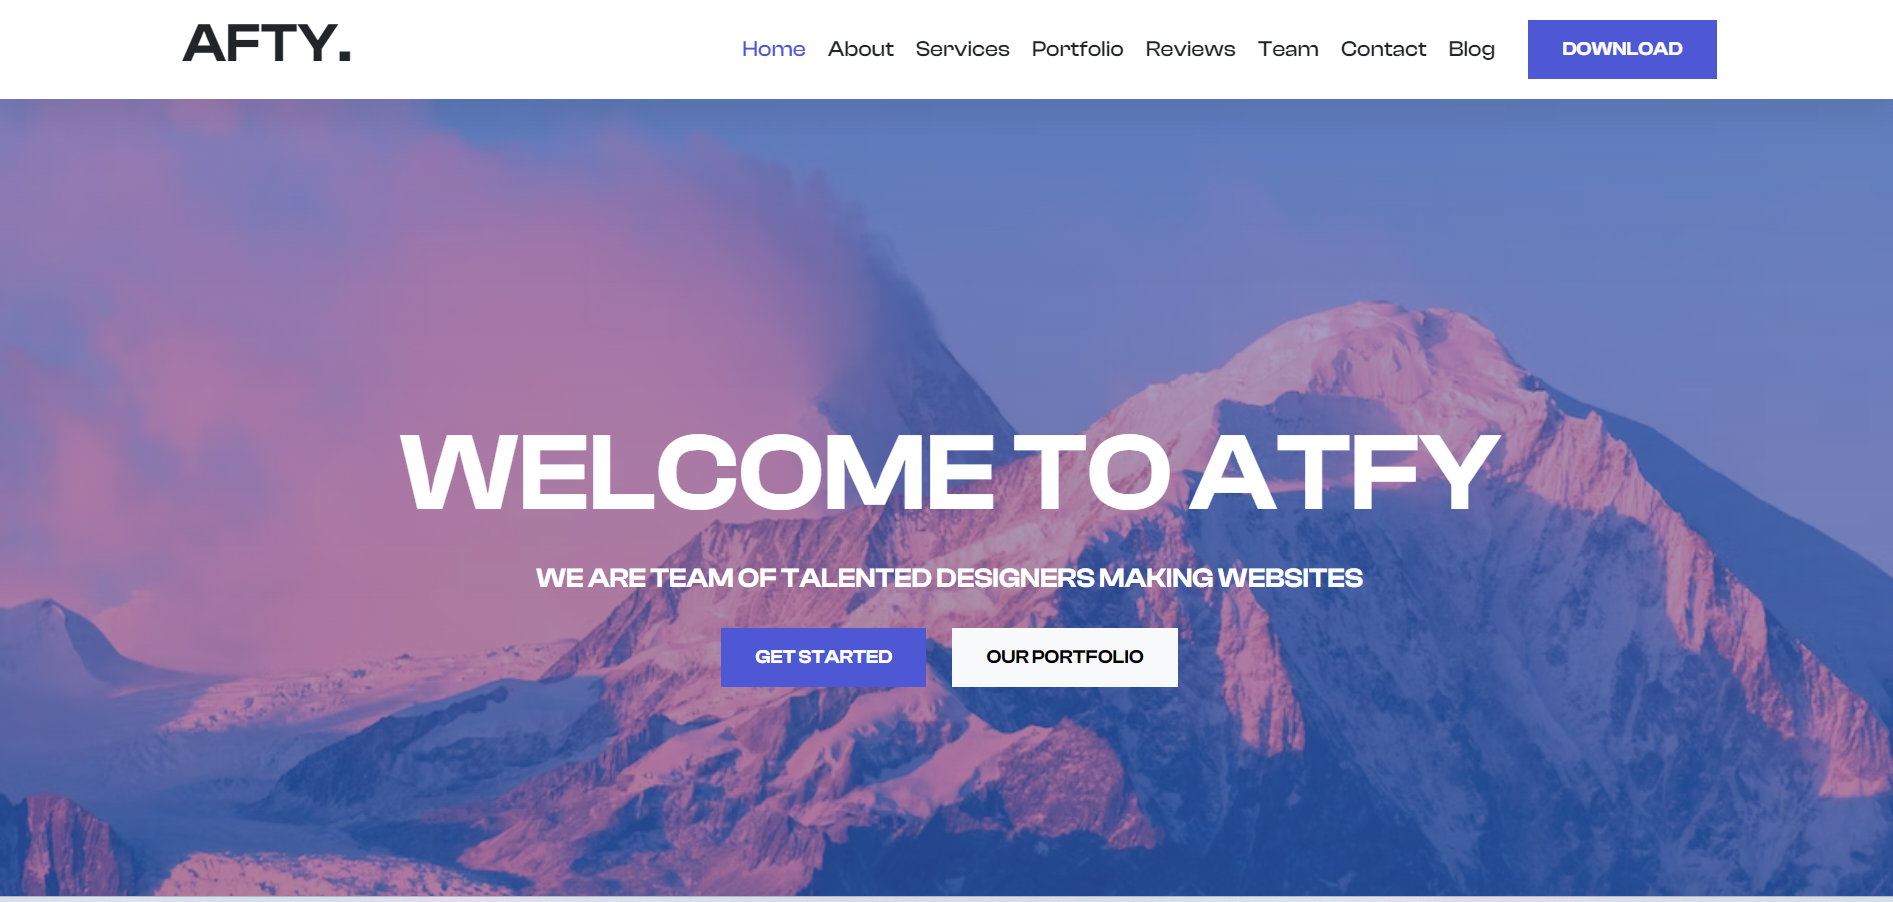 AFTY.
Home About Services Portfolio Reviews Team Contact Blog DOWNLOAD
WELCOME TO ATFY
WE ARE TEAM OF TALENTED DESIGNERS MAKING WEBSITES
GET STARTED OUR PORTFOLIO